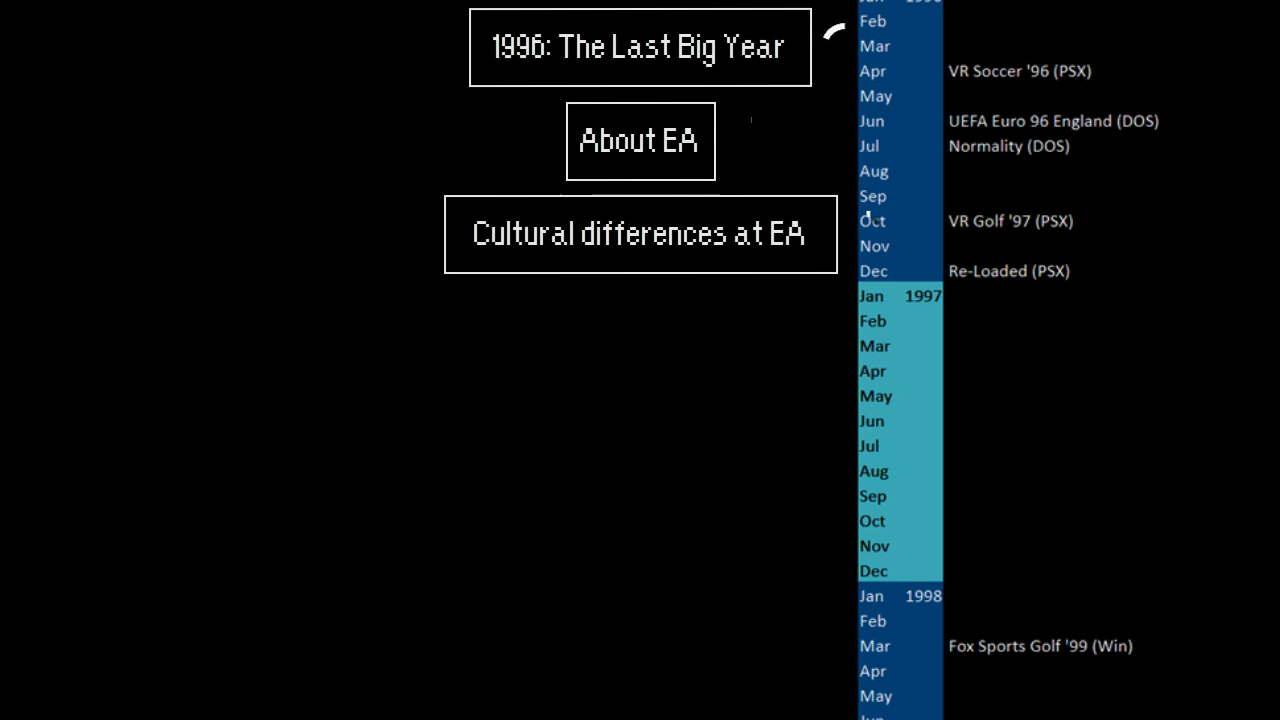 1996: The Last Big Year
About EA
Cultural differences at EA
Feb
Mar
Apr VR Soccer '96 (PSX)
May
Jun UEFA Euro 96 England (DOS)
Jul Normality (DOS)
Aug
Sep
Oct VR Golf '97 (PSX)
Nov
Dec Re-Loaded (PSX)
Jan 1997
Feb
Mar
Apr
May
Jun
Jul
Aug
Sep
Oct
Nov
Dec
Jan 1998
Feb
Mar Fox Sports Golf '99 (Win)
Apr
May